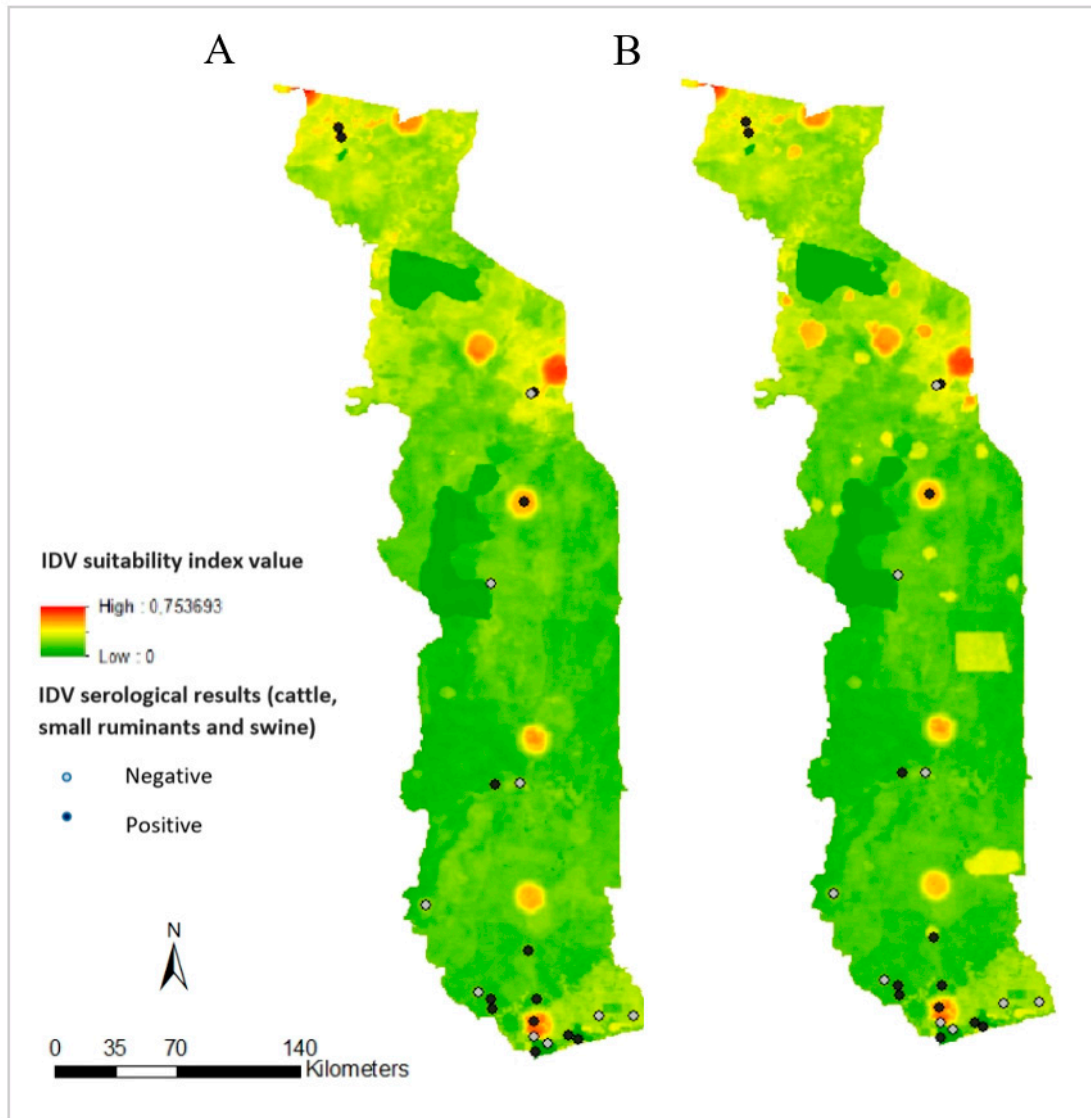 A
B
IDV suitability index value
High : 0,753693
Low : 0
IDV serological results (cattle,
small ruminants and swine)
Negative
Positive
N
0 35 70 140
Kilometers